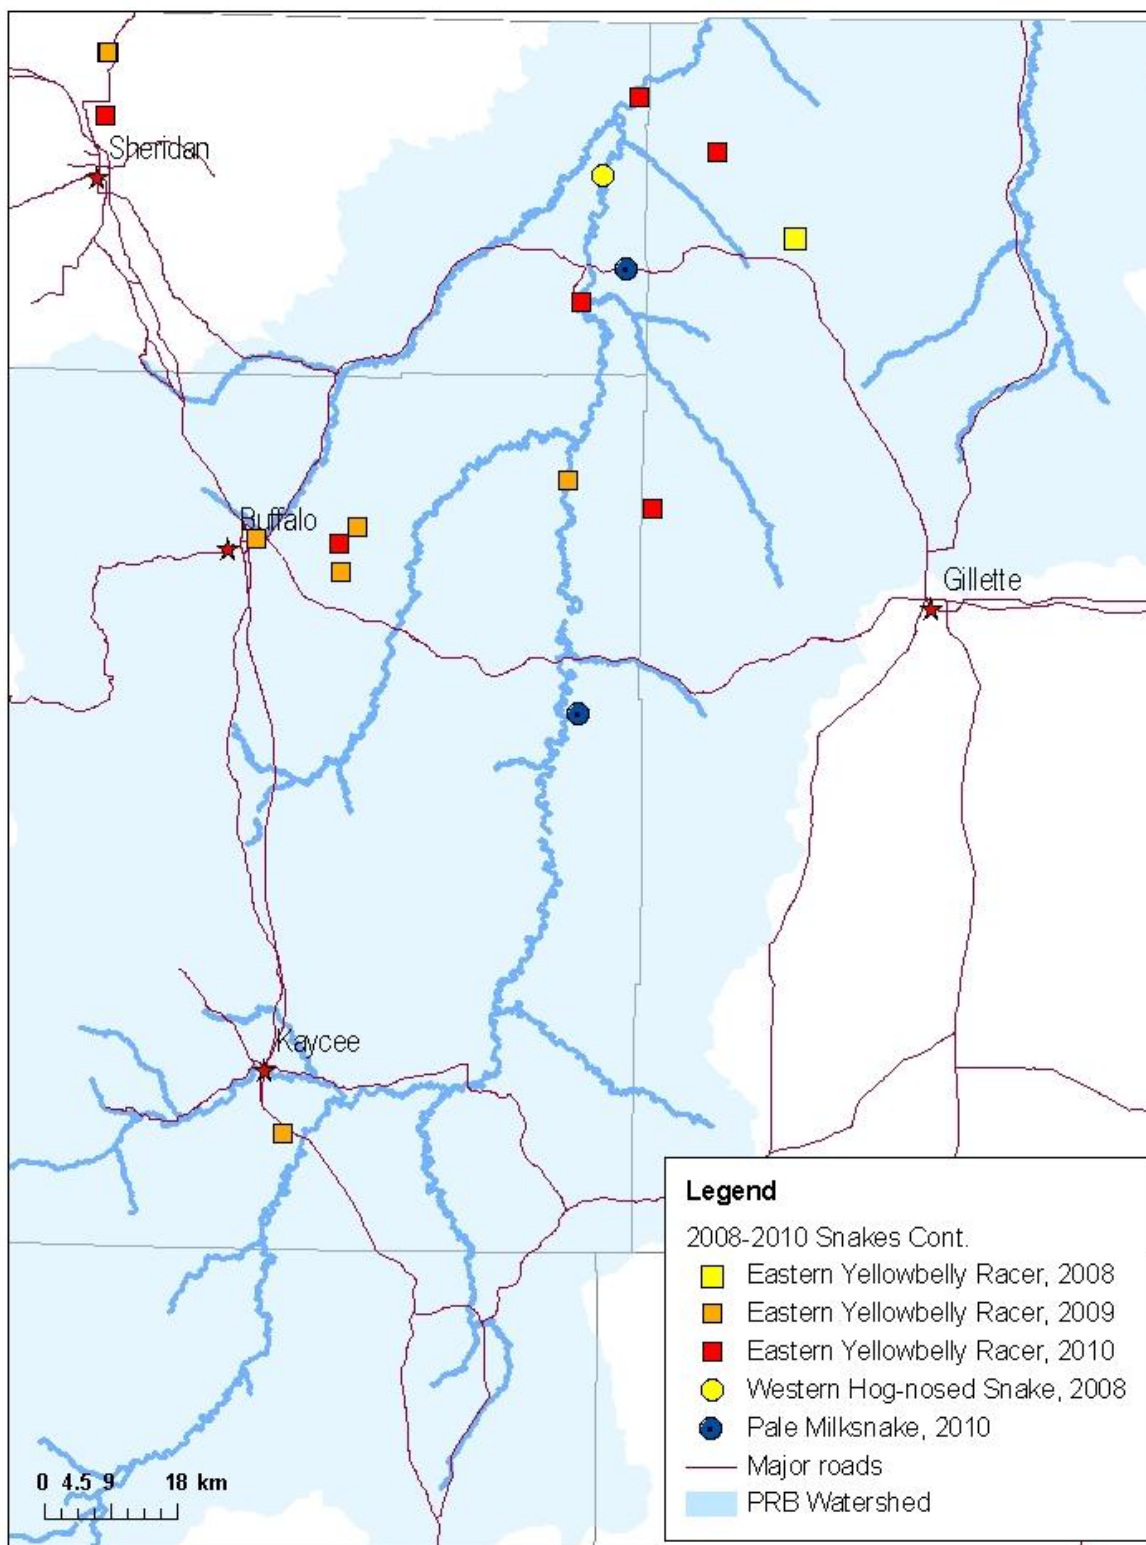 Sheridan
Buffalo
Gillette
Kaycee
Legend
2008-2010 Snakes Cont.
Eastern Yellowbelly Racer, 2008
Eastern Yellowbelly Racer, 2009
Eastern Yellowbelly Racer, 2010
Western Hog-nosed Snake, 2008
Pale Milksnake, 2010
Major roads
PRB Watershed
0 4.5 9 18 km